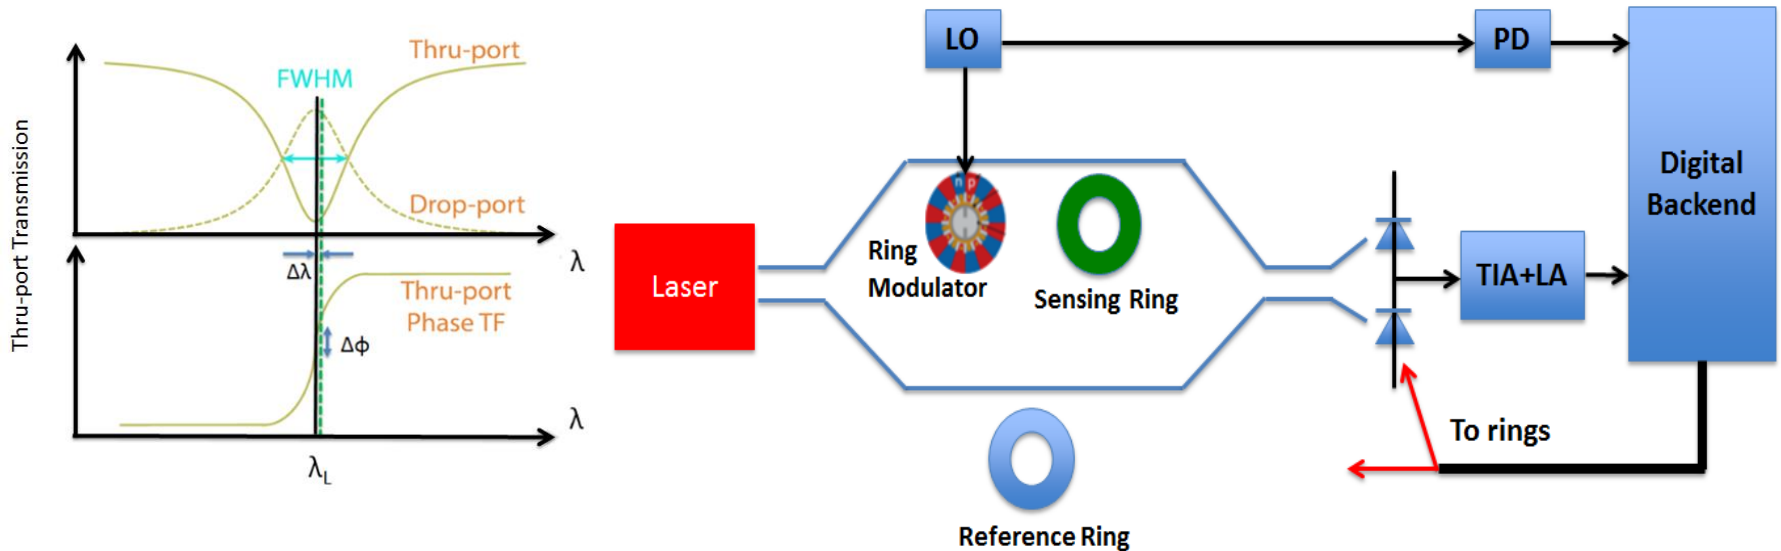 Thru-port Transmission
Thru-port
FWHM
Drop-port
λ
Δλ
Thru-port
Phase TF
Δϕ
λ
λL
LO
PD
Digital
Backend
n p
Ring
Modulator
Sensing Ring
Laser
TIA+LA
To rings
Reference Ring